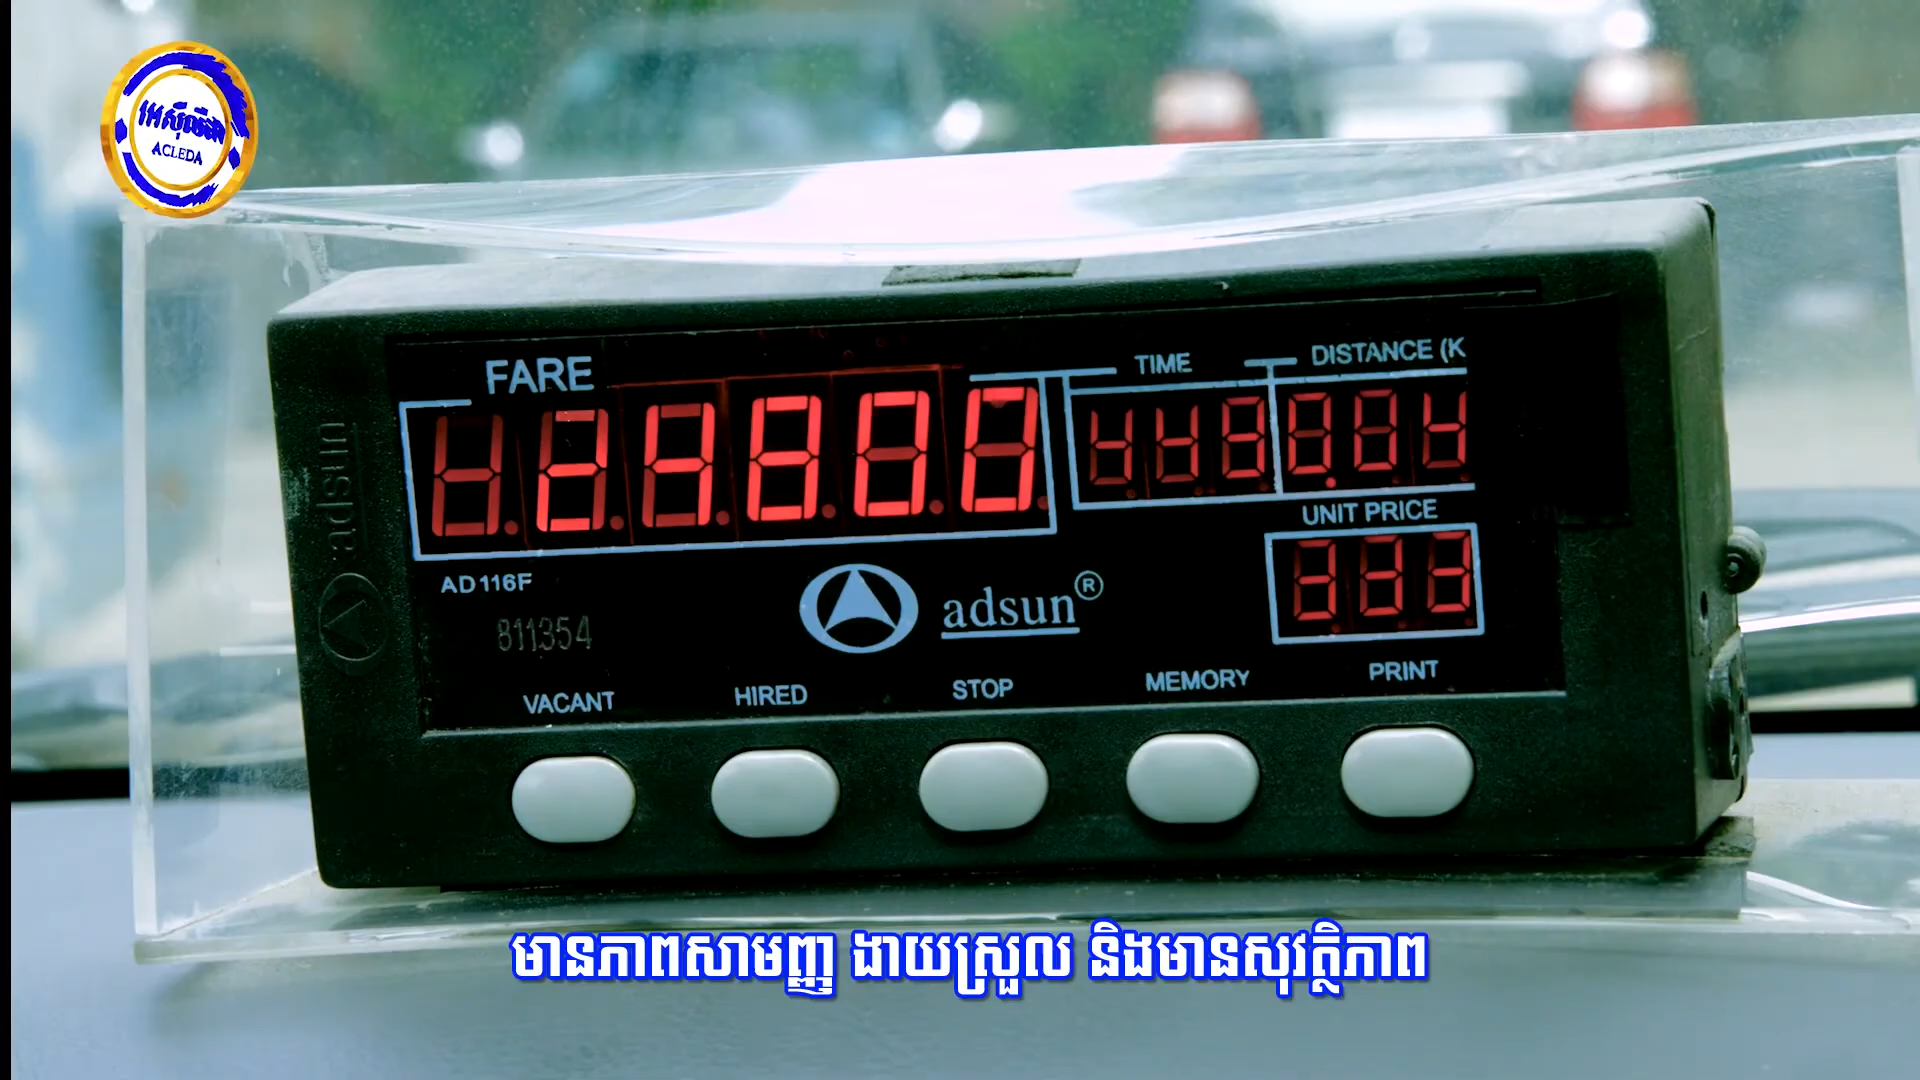 អេស៊ីលីដា
ACLEDA
FARE
TIME
DISTANCE (K
UNIT PRICE
adsun
AD116F
811354
adsun®
VACANT
HIRED
STOP
MEMORY
PRINT
មានភាពសាមញ្ញ ងាយស្រួល និងមានសុវត្ថិភាព